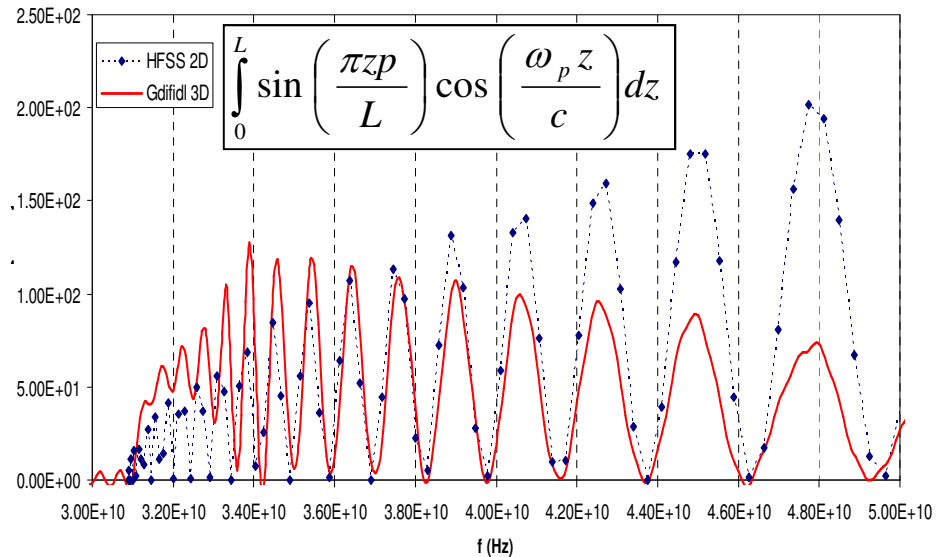 2.50E+02
2.00E+02
1.50E+02
1.00E+02
5.00E+01
0.00E+00
HFSS 2D
Gdifidl 3D
∫₀ᴸ sin (πzp / L) cos (ωₚ z / c) dz
3.00E+10 3.20E+10 3.40E+10 3.60E+10 3.80E+10 4.00E+10 4.20E+10 4.40E+10 4.60E+10 4.80E+10 5.00E+10
f (Hz)